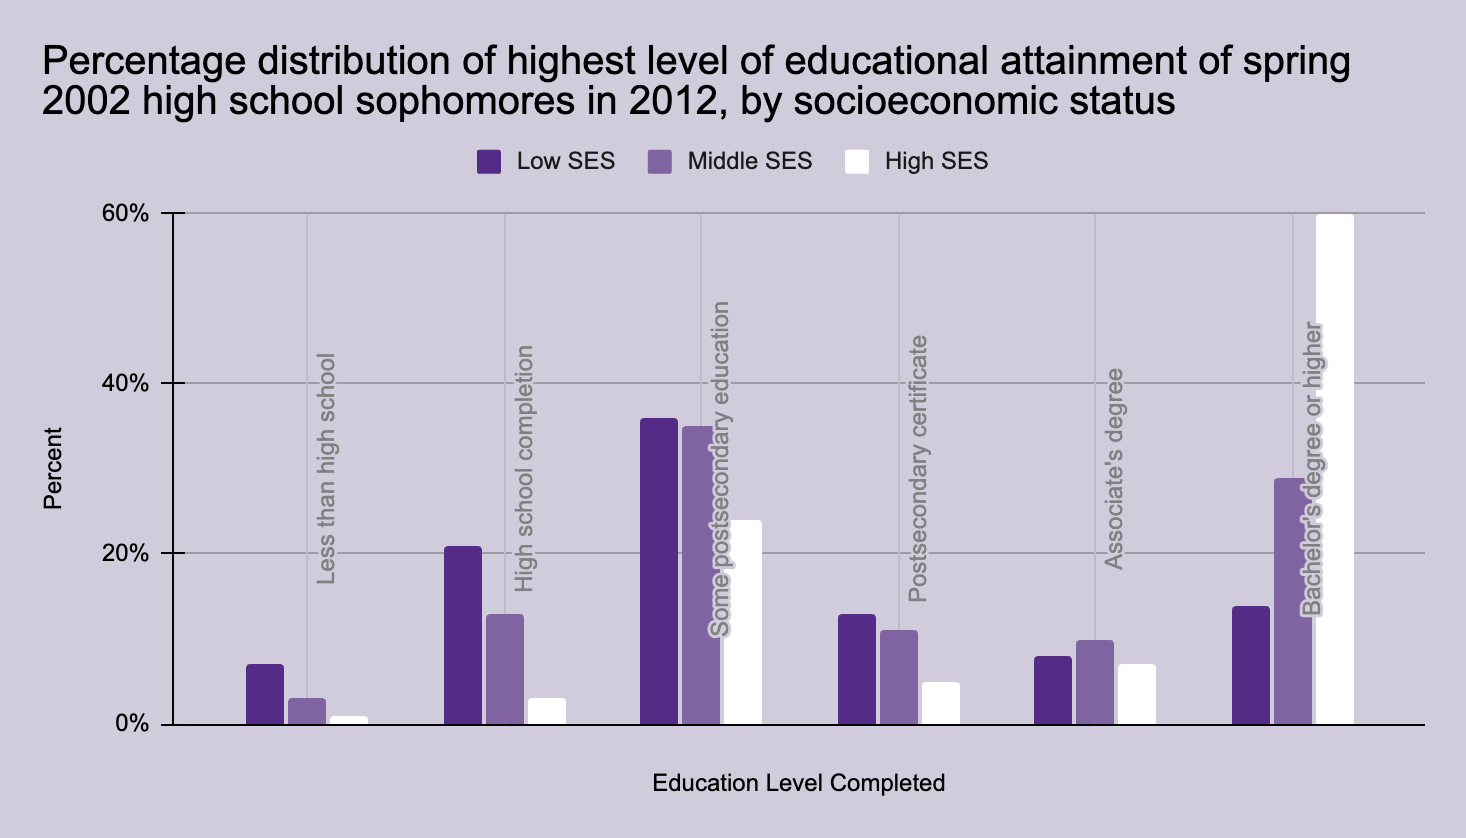 Percentage distribution of highest level of educational attainment of spring
2002 high school sophomores in 2012, by socioeconomic status
Low SES
Middle SES
High SES
60%
40%
20%
0%
Percent
Less than high school
High school completion
Some postsecondary education
Postsecondary certificate
Associate's degree
Bachelor's degree or higher
Education Level Completed